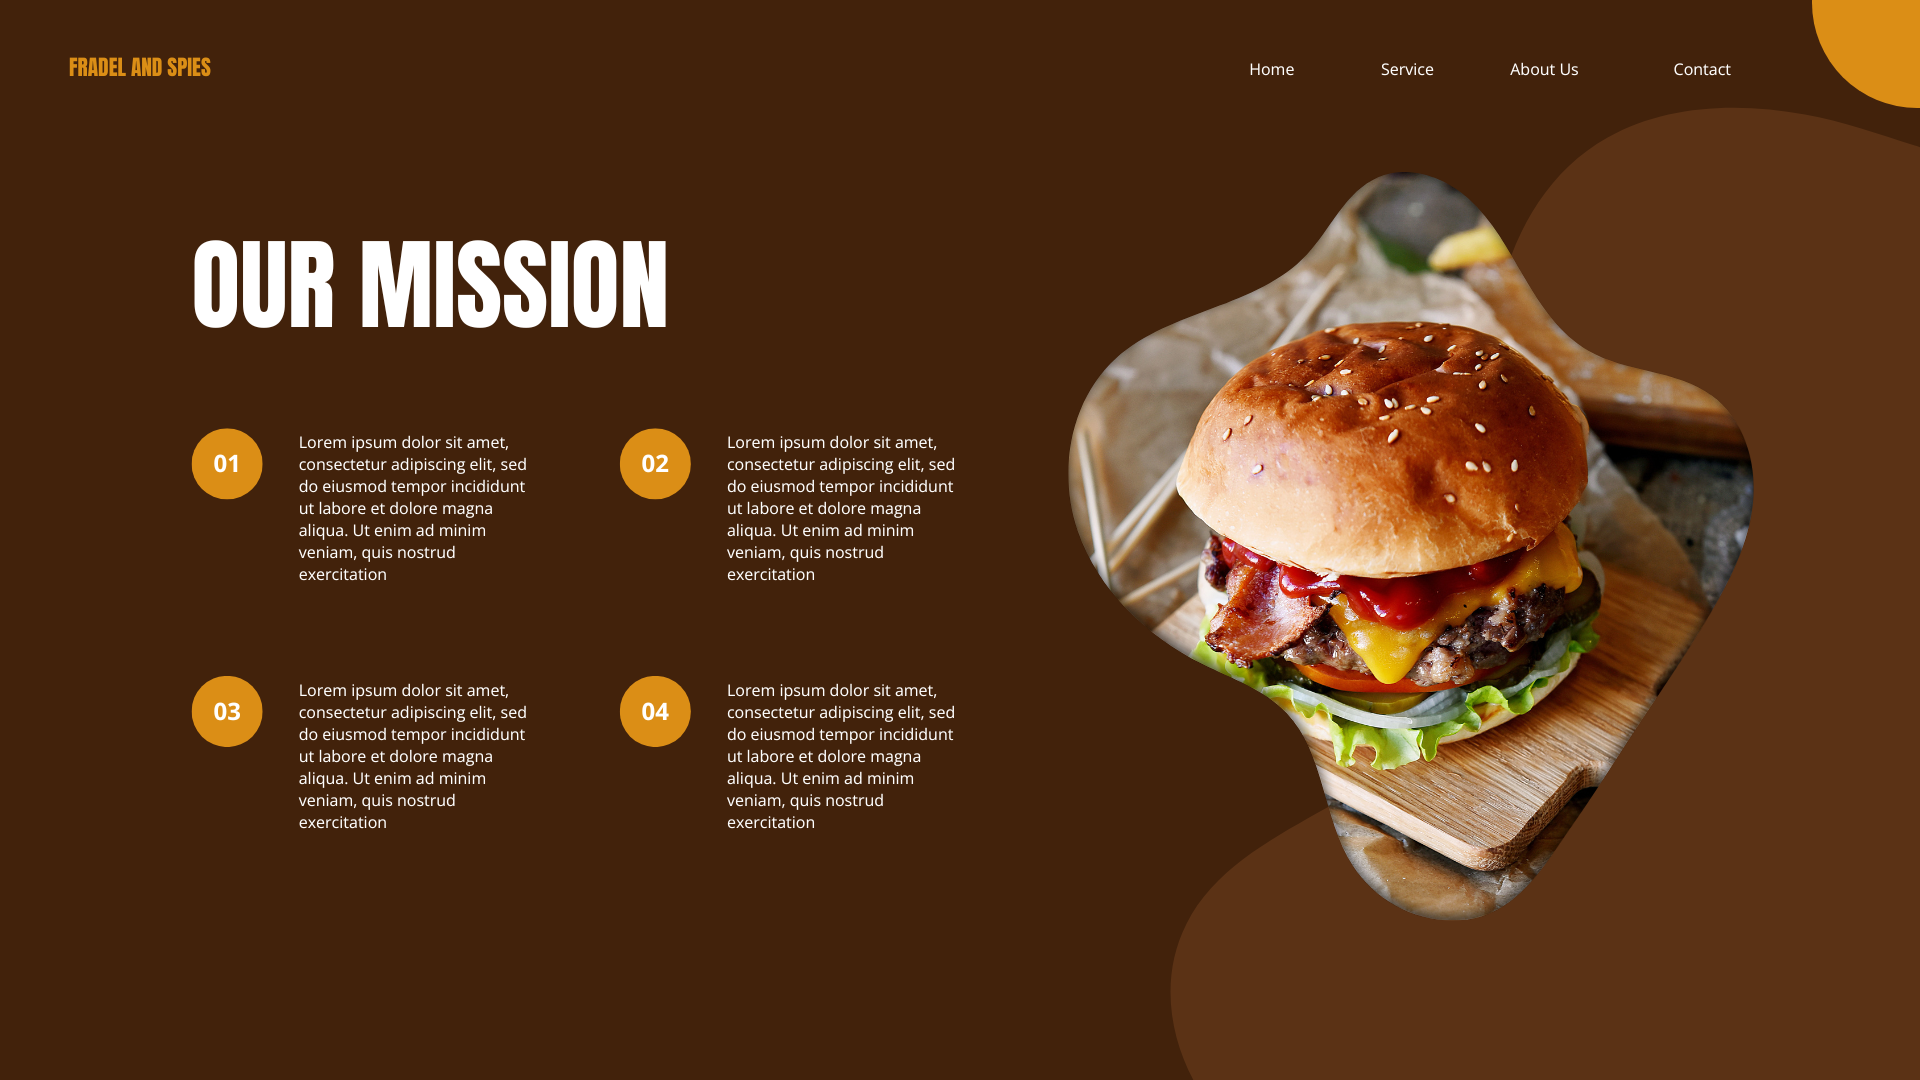 FRADEL AND SPIES
Home Service About Us Contact
OUR MISSION
01
Lorem ipsum dolor sit amet,
consectetur adipiscing elit, sed
do eiusmod tempor incididunt
ut labore et dolore magna
aliqua. Ut enim ad minim
veniam, quis nostrud
exercitation
02
Lorem ipsum dolor sit amet,
consectetur adipiscing elit, sed
do eiusmod tempor incididunt
ut labore et dolore magna
aliqua. Ut enim ad minim
veniam, quis nostrud
exercitation
03
Lorem ipsum dolor sit amet,
consectetur adipiscing elit, sed
do eiusmod tempor incididunt
ut labore et dolore magna
aliqua. Ut enim ad minim
veniam, quis nostrud
exercitation
04
Lorem ipsum dolor sit amet,
consectetur adipiscing elit, sed
do eiusmod tempor incididunt
ut labore et dolore magna
aliqua. Ut enim ad minim
veniam, quis nostrud
exercitation